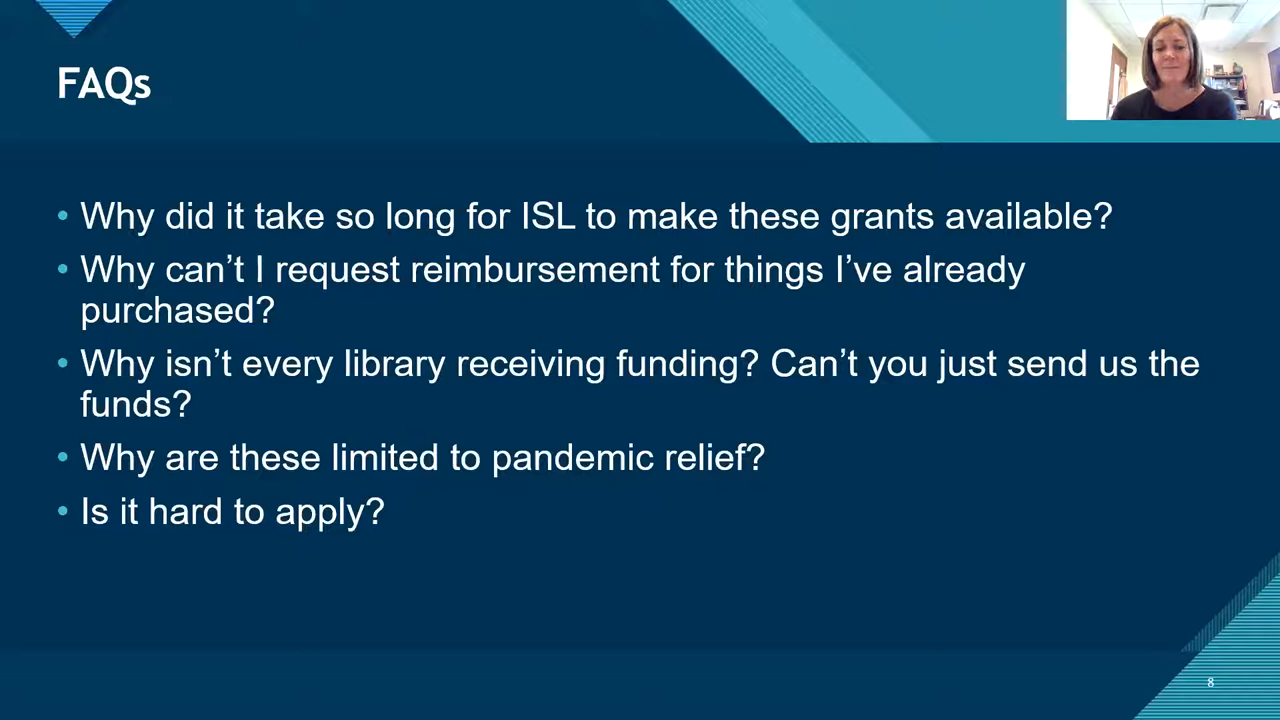 FAQs
• Why did it take so long for ISL to make these grants available?
• Why can’t I request reimbursement for things I’ve already
purchased?
• Why isn’t every library receiving funding? Can’t you just send us the
funds?
• Why are these limited to pandemic relief?
• Is it hard to apply?
8